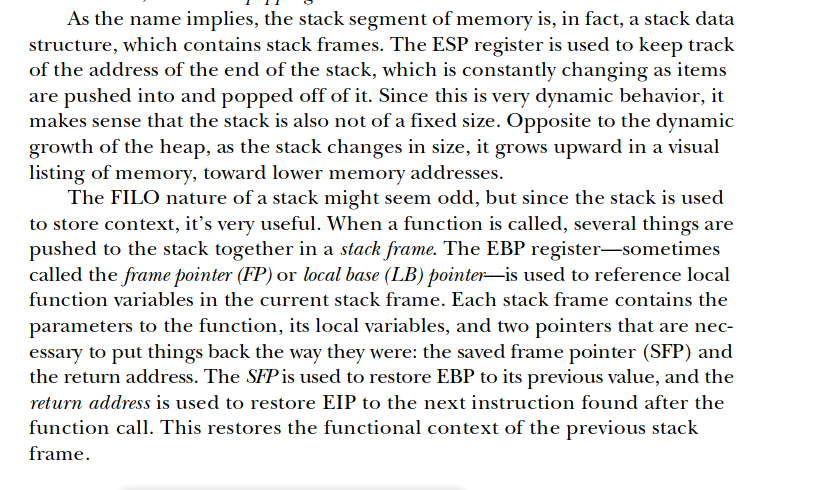 As the name implies, the stack segment of memory is, in fact, a stack data
structure, which contains stack frames. The ESP register is used to keep track
of the address of the end of the stack, which is constantly changing as items
are pushed into and popped off of it. Since this is very dynamic behavior, it
makes sense that the stack is also not of a fixed size. Opposite to the dynamic
growth of the heap, as the stack changes in size, it grows upward in a visual
listing of memory, toward lower memory addresses.
The FILO nature of a stack might seem odd, but since the stack is used
to store context, it’s very useful. When a function is called, several things are
pushed to the stack together in a stack frame. The EBP register—sometimes
called the frame pointer (FP) or local base (LB) pointer—is used to reference local
function variables in the current stack frame. Each stack frame contains the
parameters to the function, its local variables, and two pointers that are nec-
essary to put things back the way they were: the saved frame pointer (SFP) and
the return address. The SFP is used to restore EBP to its previous value, and the
return address is used to restore EIP to the next instruction found after the
function call. This restores the functional context of the previous stack
frame.